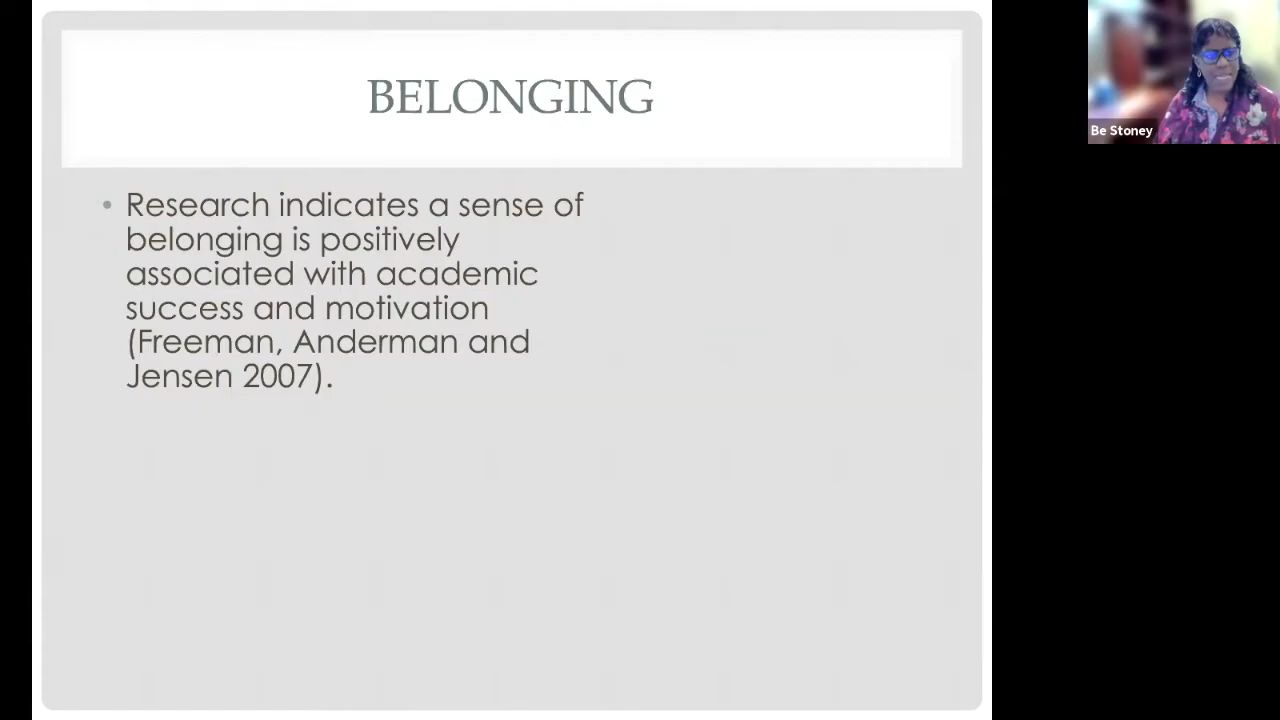 BELONGING
• Research indicates a sense of
belonging is positively
associated with academic
success and motivation
(Freeman, Anderman and
Jensen 2007).
Be Stoney